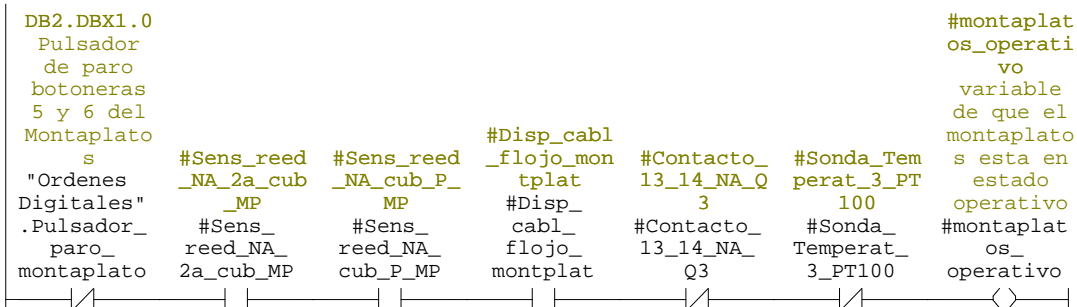 DB2.DBX1.0
Pulsador
de paro
botoneras
5 y 6 del
Montaplato
s
"Ordenes
Digitales"
.Pulsador_
paro_
montaplato
#Sens_reed
_NA_2a_cub
_MP
#Sens_
reed_NA_
2a_cub_MP
#Sens_reed
_NA_cub_P_
MP
#Sens_
reed_NA_
cub_P_MP
#Disp_cabl
_flojo_mon
tplat
#Disp_
cabl_
flojo_
montplat
#Contacto_
13_14_NA_Q
3
#Contacto_
13_14_NA_
Q3
#Sonda_Tem
perat_3_PT
100
#Sonda_
Temperat_
3_PT100
#montaplat
os_operati
vo
variable
de que el
montaplato
s esta en
estado
operativo
#montaplat
os_
operativo